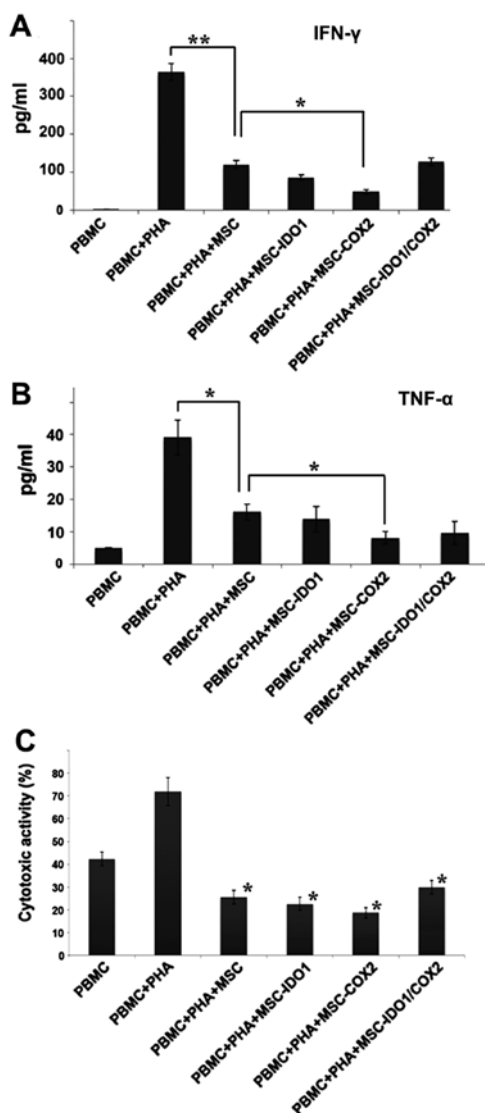 A
IFN-γ
pg/ml
400
300
200
100
0
**
*
PBMC
PBMC+PHA
PBMC+PHA+MSC
PBMC+PHA+MSC-IDO1
PBMC+PHA+MSC-COX2
PBMC+PHA+MSC-IDO1/COX2
B
TNF-α
pg/ml
40
30
20
10
0
*
*
PBMC
PBMC+PHA
PBMC+PHA+MSC
PBMC+PHA+MSC-IDO1
PBMC+PHA+MSC-COX2
PBMC+PHA+MSC-IDO1/COX2
C
Cytotoxic activity (%)
80
70
60
50
40
30
20
10
0
*
*
*
*
PBMC
PBMC+PHA
PBMC+PHA+MSC
PBMC+PHA+MSC-IDO1
PBMC+PHA+MSC-COX2
PBMC+PHA+MSC-IDO1/COX2